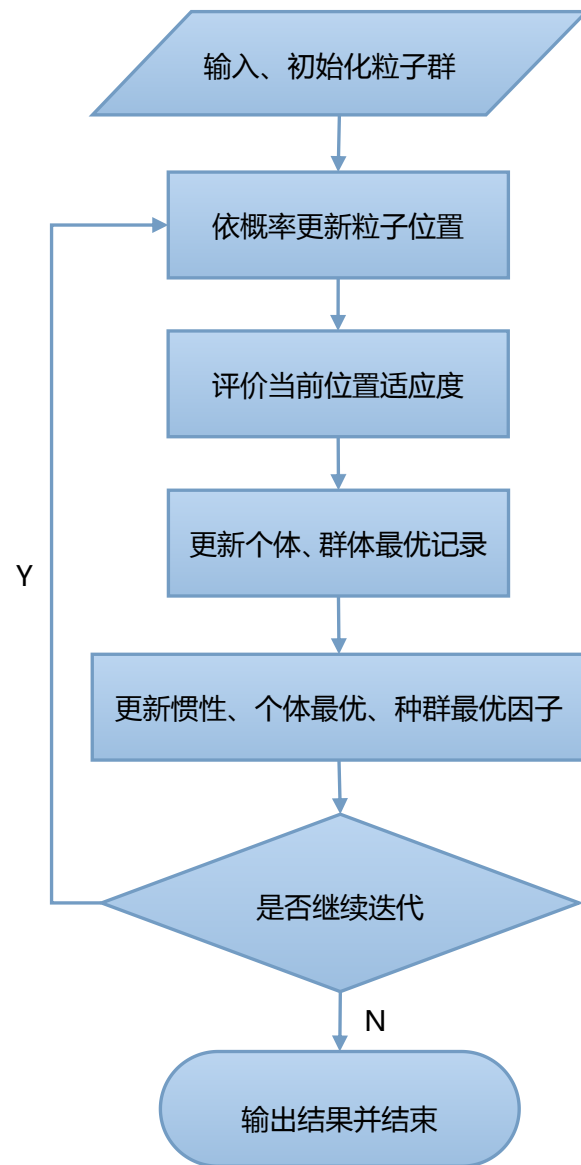 输入、初始化粒子群
依概率更新粒子位置
评价当前位置适应度
更新个体、群体最优记录
Y
更新惯性、个体最优、种群最优因子
是否继续迭代
N
输出结果并结束